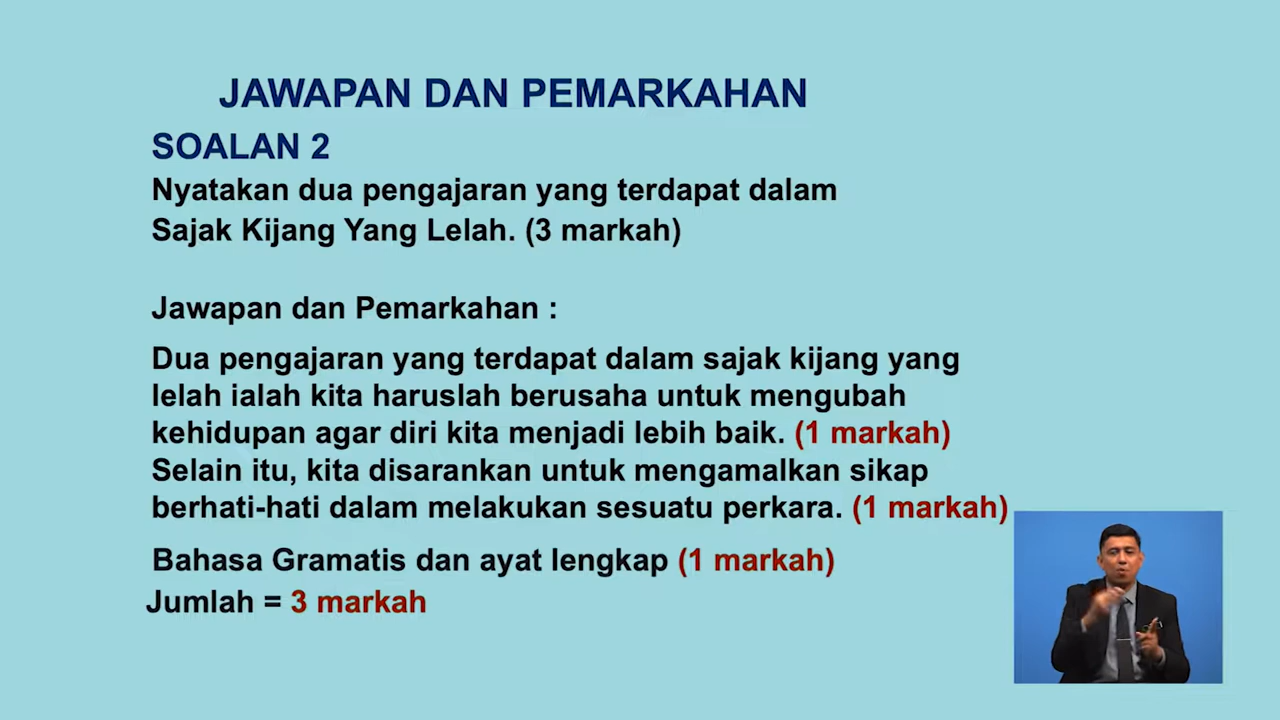 JAWAPAN DAN PEMARKAHAN
SOALAN 2
Nyatakan dua pengajaran yang terdapat dalam
Sajak Kijang Yang Lelah. (3 markah)
Jawapan dan Pemarkahan :
Dua pengajaran yang terdapat dalam sajak kijang yang
lelah ialah kita haruslah berusaha untuk mengubah
kehidupan agar diri kita menjadi lebih baik. (1 markah)
Selain itu, kita disarankan untuk mengamalkan sikap
berhati-hati dalam melakukan sesuatu perkara. (1 markah)
Bahasa Gramatis dan ayat lengkap (1 markah)
Jumlah = 3 markah